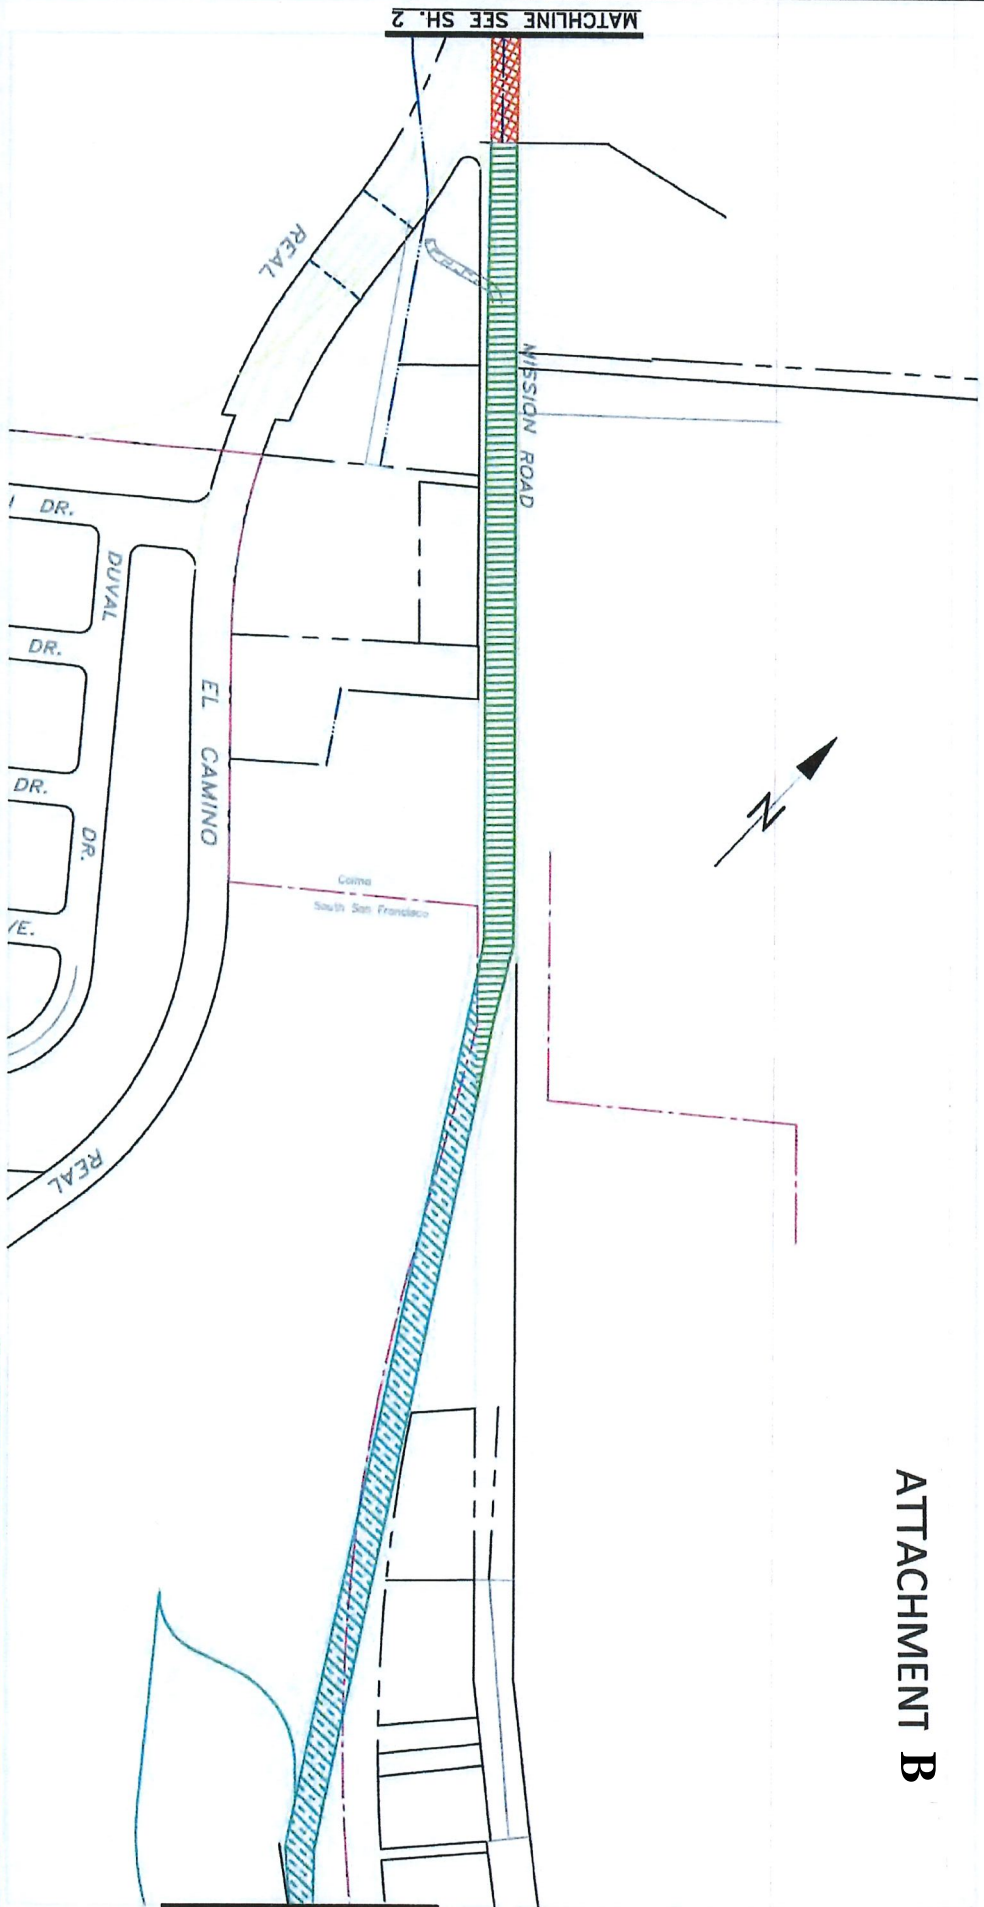 MATCHLINE SEE SH. 2
REAL
MISSION ROAD
DR.
DUVAL
DR.
DR.
DR.
VE.
EL CAMINO
Colma
South San Francisco
N
REAL
ATTACHMENT B